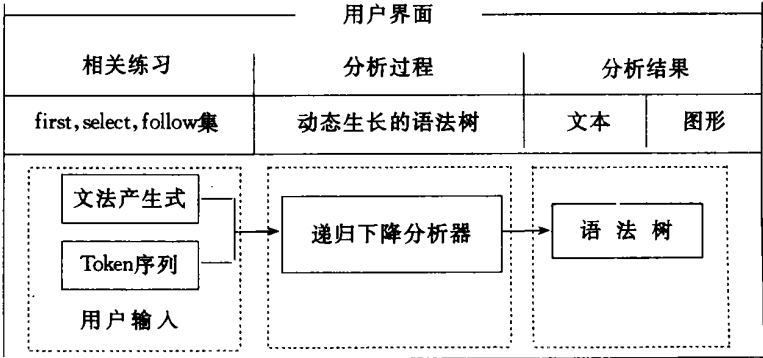 用户界面
相关练习 分析过程 分析结果
first,select,follow集 动态生长的语法树 文本 图形
文法产生式
递归下降分析器 语法树
Token序列
用户输入